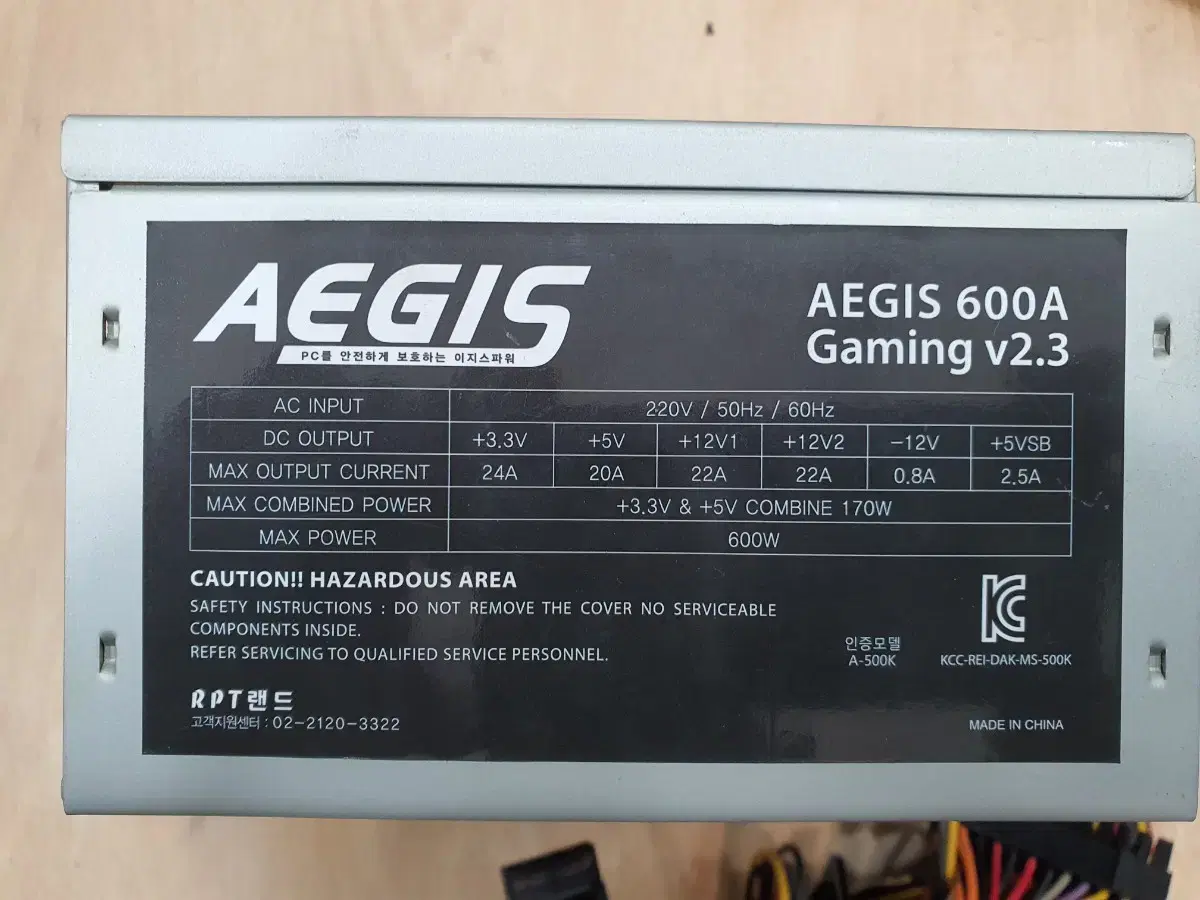 AEGIS
PC를 안전하게 보호하는 이지스파워
AEGIS 600A
Gaming v2.3
AC INPUT 220V / 50Hz / 60Hz
DC OUTPUT +3.3V +5V +12V1 +12V2 -12V +5VSB
MAX OUTPUT CURRENT 24A 20A 22A 22A 0.8A 2.5A
MAX COMBINED POWER +3.3V & +5V COMBINE 170W
MAX POWER 600W
CAUTION!! HAZARDOUS AREA
SAFETY INSTRUCTIONS : DO NOT REMOVE THE COVER NO SERVICEABLE
COMPONENTS INSIDE.
REFER SERVICING TO QUALIFIED SERVICE PERSONNEL.
인증모델
A-500K
KCC-REI-DAK-MS-500K
RPT랜드
고객지원센터 : 02-2120-3322
MADE IN CHINA